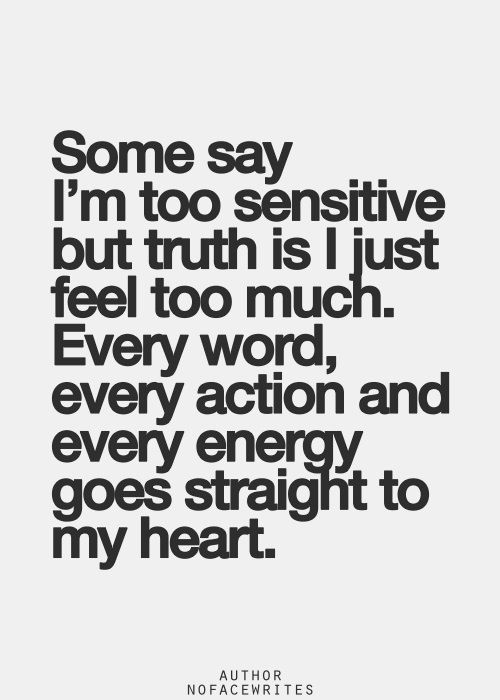 Some say
I’m too sensitive
but truth is I just
feel too much.
Every word,
every action and
every energy
goes straight to
my heart.
AUTHOR
NOFACEWRITES